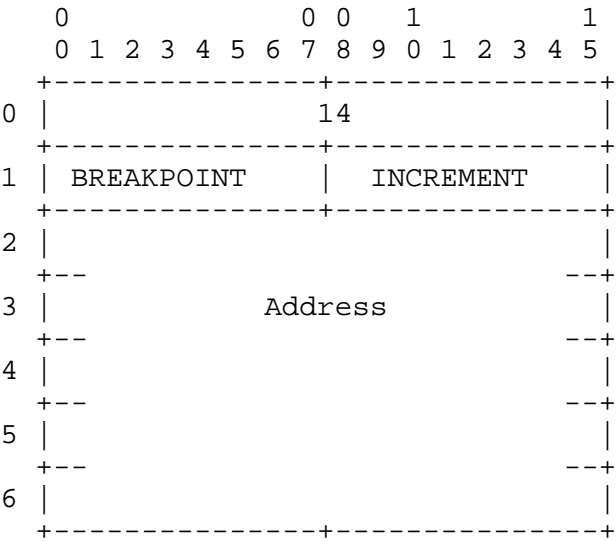 0             0 0   1         1
0 1 2 3 4 5 6 7 8 9 0 1 2 3 4 5
+---------------+---------------+
0 |               14              |
+---------------+---------------+
1 | BREAKPOINT    |  INCREMENT    |
+---------------+---------------+
2 |                               |
+--                           --+
3 |            Address            |
+--                           --+
4 |                               |
+--                           --+
5 |                               |
+--                           --+
6 |                               |
+---------------+---------------+